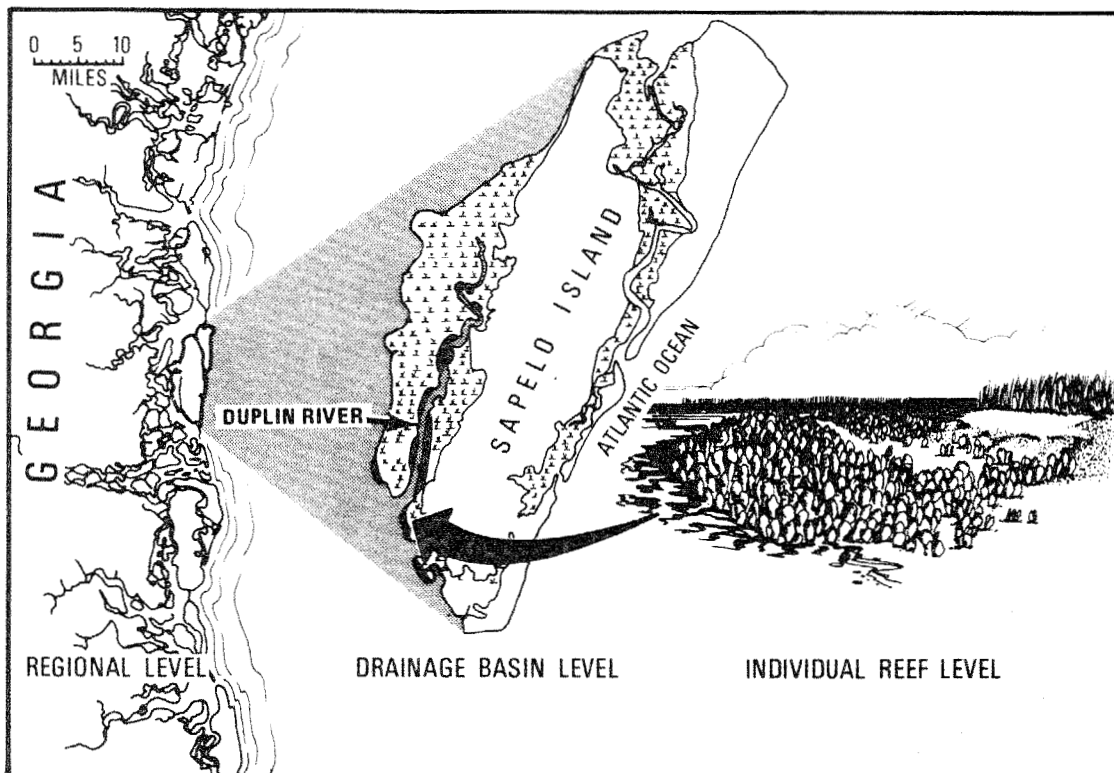 0 5 10
MILES
GEORGIA
DUPLIN RIVER
SAPELO ISLAND
ATLANTIC OCEAN
REGIONAL LEVEL
DRAINAGE BASIN LEVEL
INDIVIDUAL REEF LEVEL